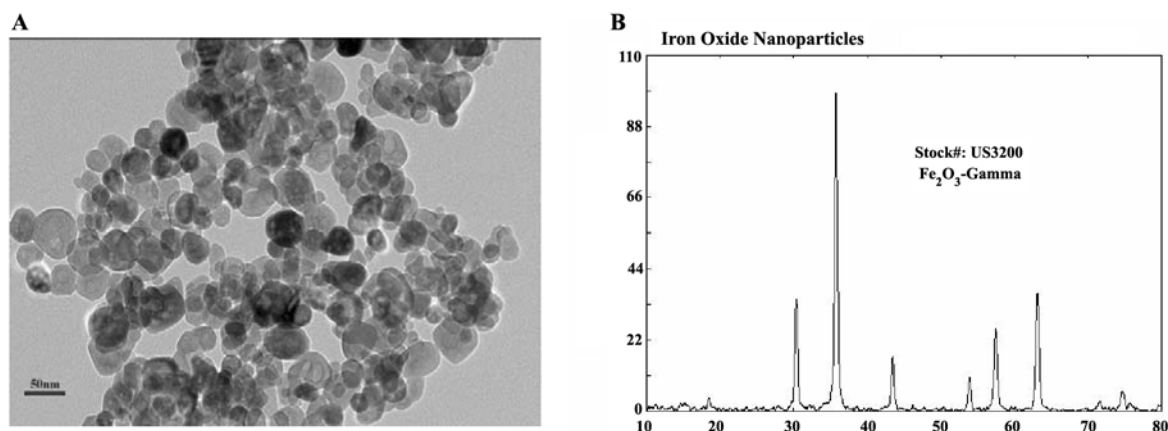 A
50nm
B
Iron Oxide Nanoparticles
110
88
66
44
22
0
Stock#: US3200
Fe₂O₃-Gamma
10 20 30 40 50 60 70 80